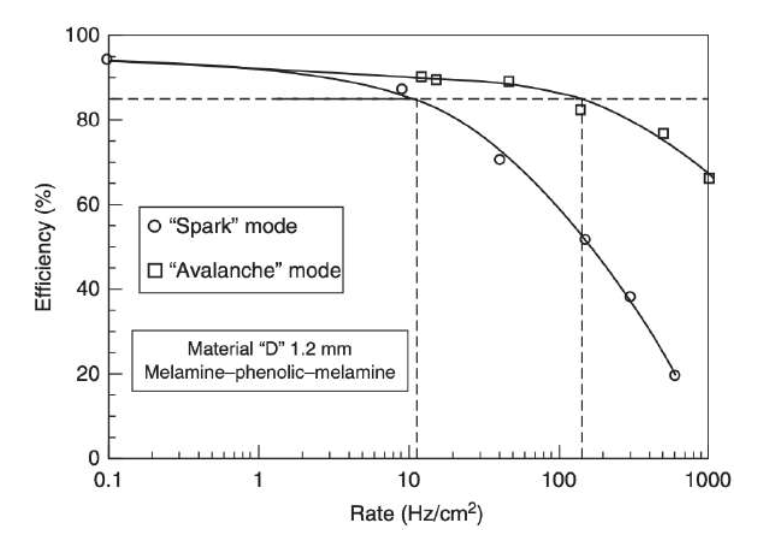 100
80
60
40
20
0
Efficiency (%)
"Spark" mode
"Avalanche" mode
Material "D" 1.2 mm
Melamine–phenolic–melamine
0.1 1 10 100 1000
Rate (Hz/cm²)